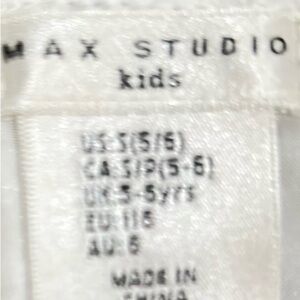 MAX STUDIO
kids
US:S(5/6)
CA:S/P(5-6)
UK:5-6yrs
EU:116
AU:6
MADE IN
CHINA